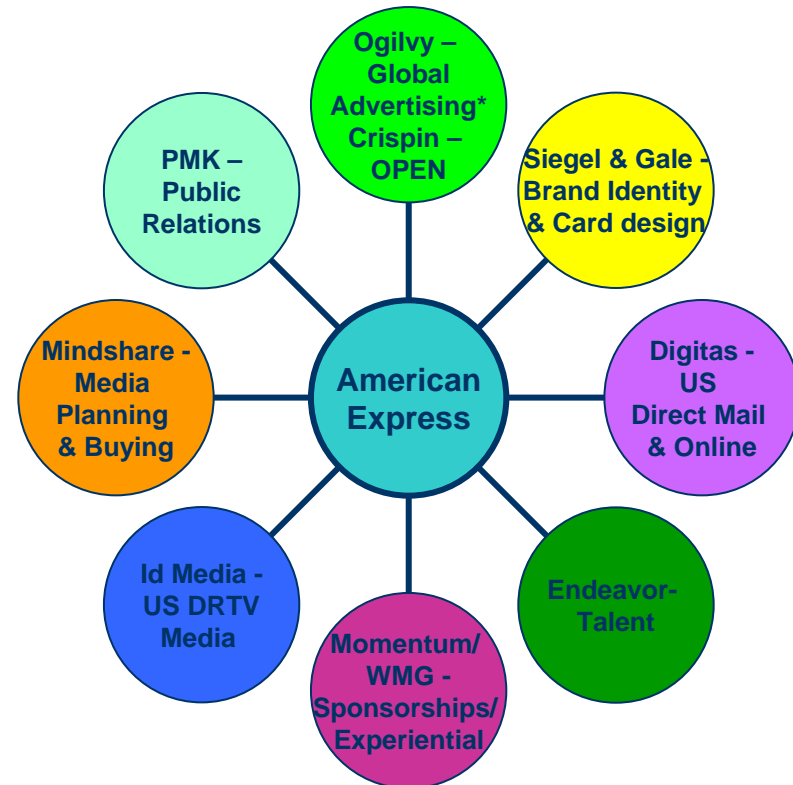 Ogilvy –
Global
Advertising*
Crispin –
OPEN
PMK –
Public
Relations
Siegel & Gale -
Brand Identity
& Card design
Mindshare -
Media
Planning
& Buying
American
Express
Digitas -
US
Direct Mail
& Online
Id Media -
US DRTV
Media
Endeavor-
Talent
Momentum/
WMG -
Sponsorships/
Experiential